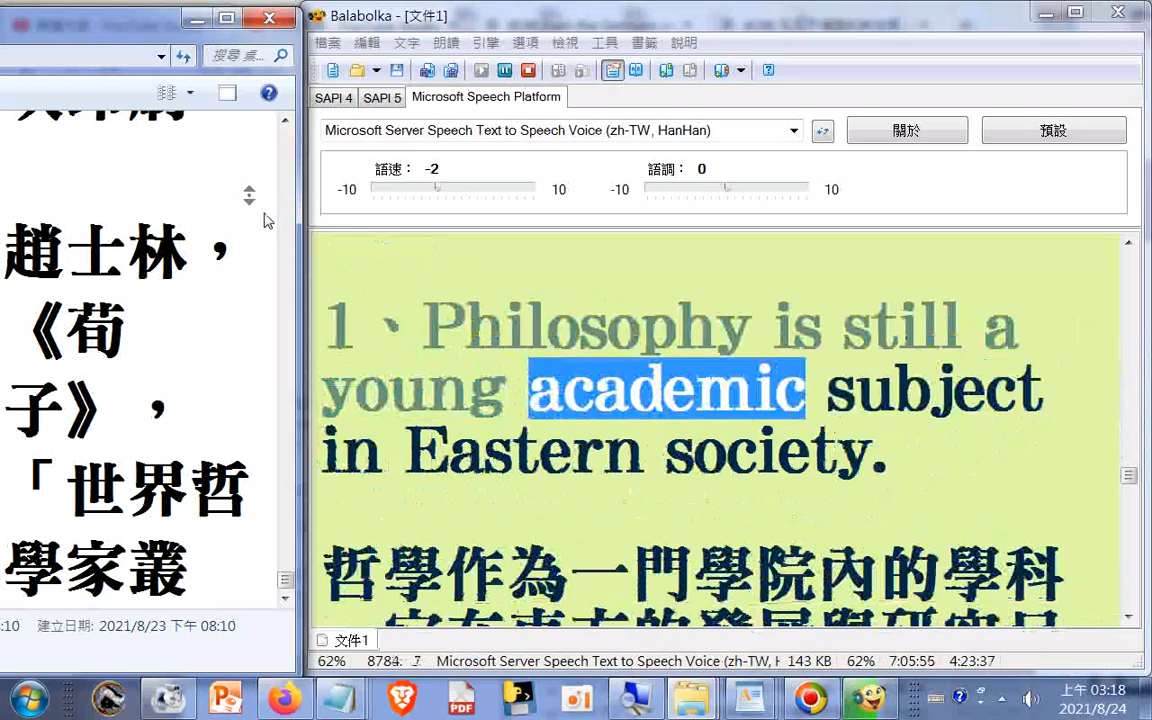 Balabolka - [文件1]
檔案 編輯 文字 朗讀 引擎 選項 檢視 工具 書籤 說明
搜尋 桌...
SAPI 4 SAPI 5 Microsoft Speech Platform
Microsoft Server Speech Text to Speech Voice (zh-TW, HanHan)
關於
預設
語速： -2
語調： 0
-10 10 -10 10
趙士林，
《荀
子》，
「世界哲
學家叢
1、Philosophy is still a
young academic subject
in Eastern society.
哲學作為一門學院內的學科
:10 建立日期: 2021/8/23 下午 08:10
文件1
62% Microsoft Server Speech Text to Speech Voice (zh-TW, H 143 KB 62% 7:05:55 4:23:37
PDF
上午 03:18
2021/8/24